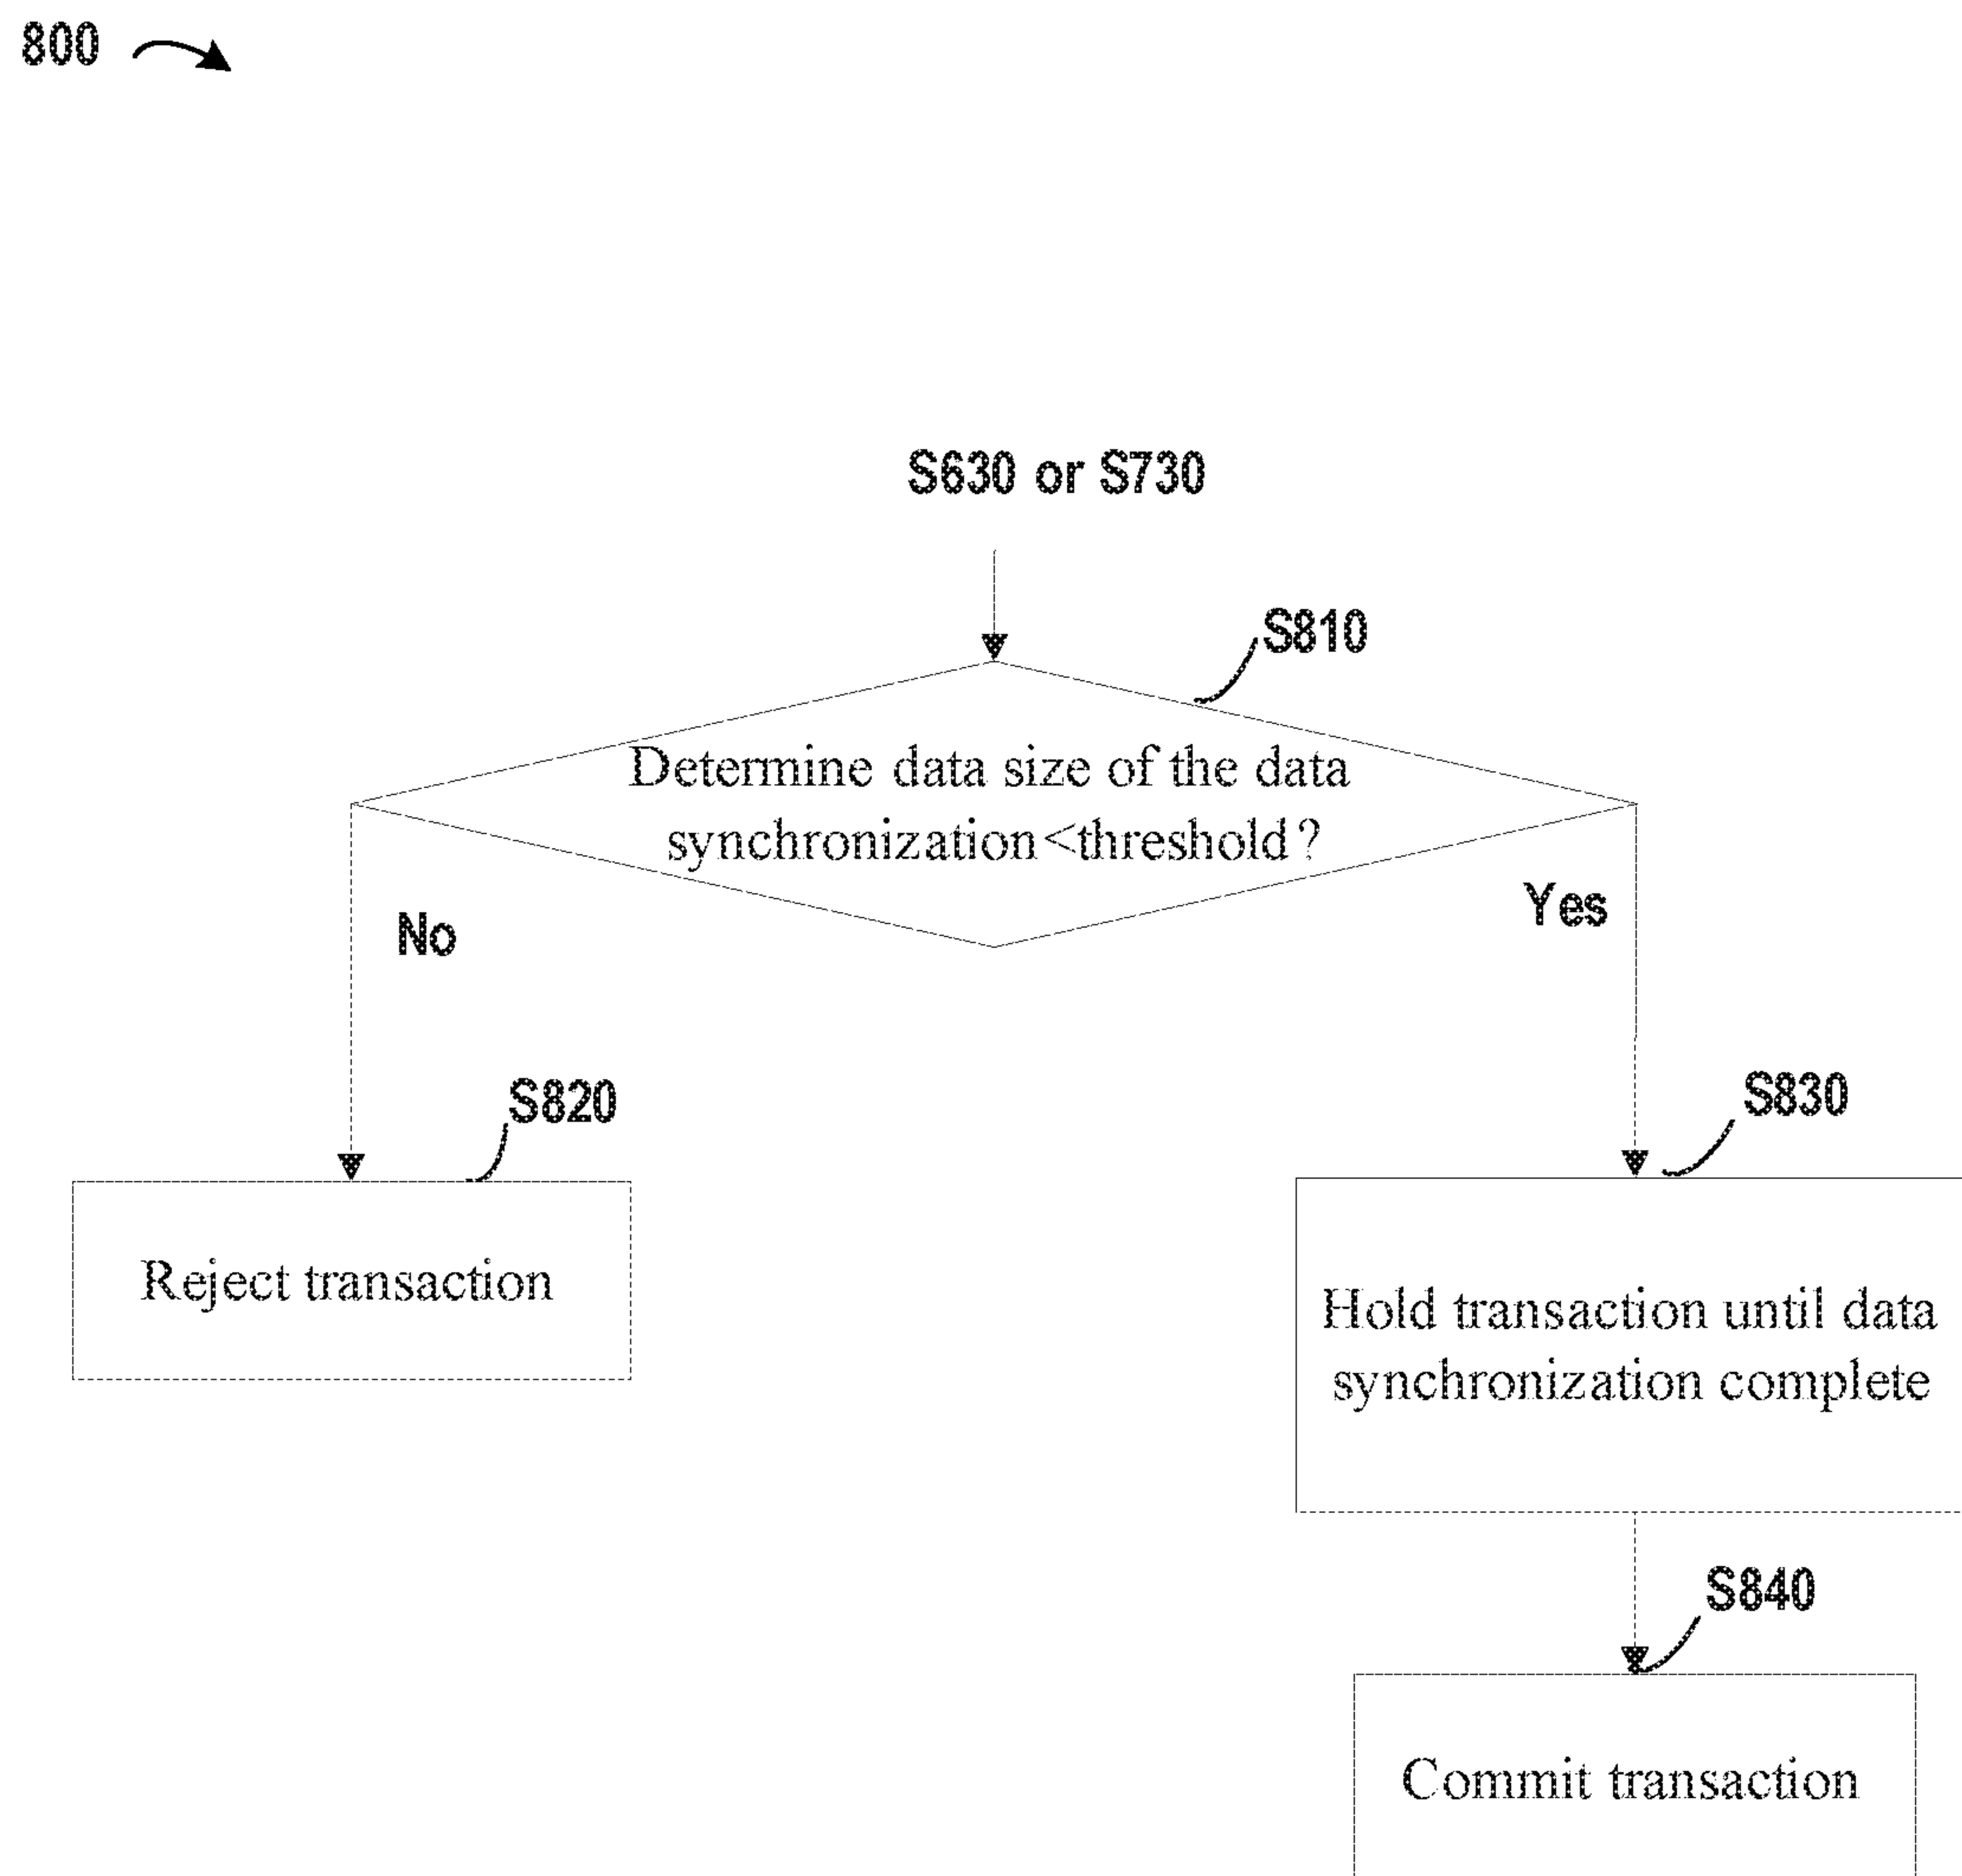 800
S630 or S730
S810
Determine data size of the data
synchronization<threshold?
No
Yes
S820
S830
Reject transaction
Hold transaction until data
synchronization complete
S840
Commit transaction